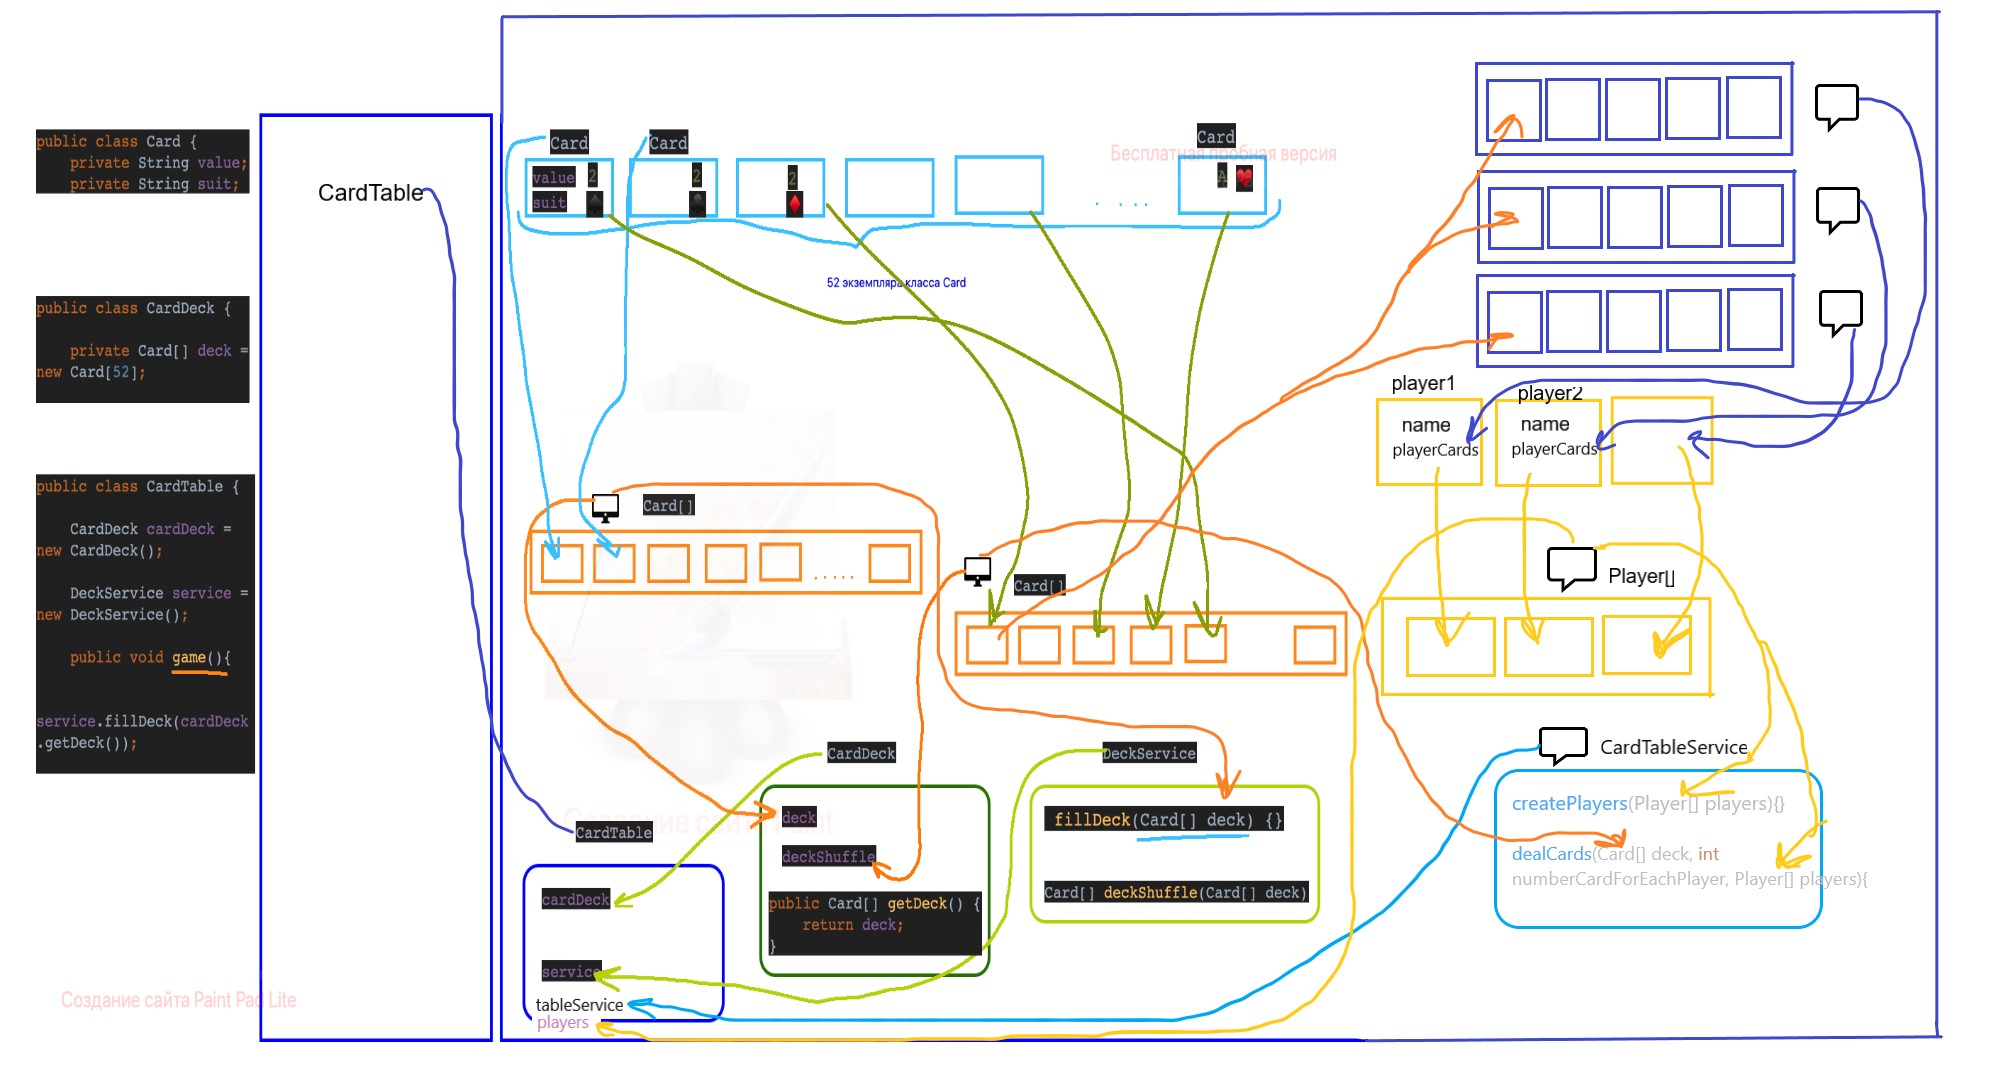 public class Card {
private String value;
private String suit;
public class CardDeck {
private Card[] deck =
new Card[52];
public class CardTable {
CardDeck cardDeck =
new CardDeck();
DeckService service =
new DeckService();
public void game(){
service.fillDeck(cardDeck
.getDeck());
Создание сайта Paint Pad Lite
CardTable
Card
Card
Card
Бесплатная пробная версия
value 2
suit
2
2
A
. . . .
52 экземпляра класса Card
Card[]
.....
Card[]
player1
name
playerCards
player2
name
playerCards
Player[]
CardDeck
DeckService
CardTableService
Создание сайта Paint
CardTable
cardDeck
service
tableService
players
deck
deckShuffle
public Card[] getDeck() {
return deck;
}
fillDeck(Card[] deck) {}
Card[] deckShuffle(Card[] deck)
createPlayers(Player[] players){}
dealCards(Card[] deck, int
numberCardForEachPlayer, Player[] players){